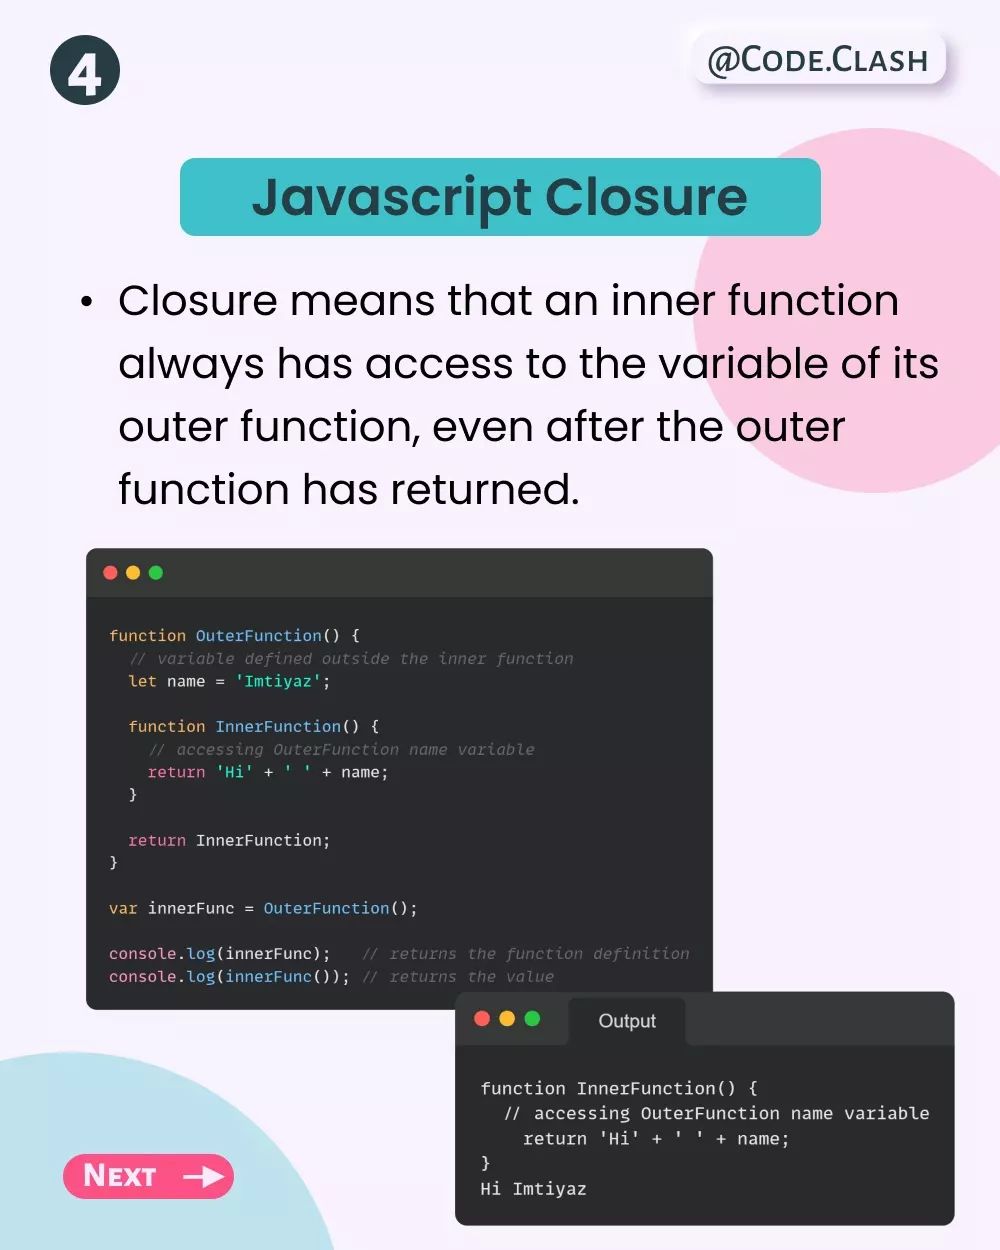 4
@Code.Clash
Javascript Closure
• Closure means that an inner function
always has access to the variable of its
outer function, even after the outer
function has returned.
function OuterFunction() {
  // variable defined outside the inner function
  let name = 'Imtiyaz';
  function InnerFunction() {
    // accessing OuterFunction name variable
    return 'Hi' + ' ' + name;
  }
  return InnerFunction;
}
var innerFunc = OuterFunction();
console.log(innerFunc);   // returns the function definition
console.log(innerFunc()); // returns the value
Output
function InnerFunction() {
  // accessing OuterFunction name variable
    return 'Hi' + ' ' + name;
}
Hi Imtiyaz
Next